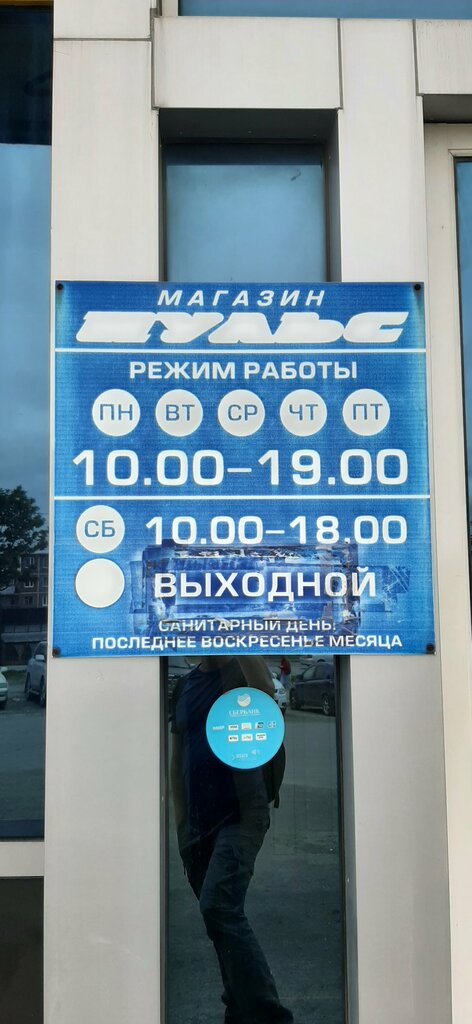 МАГАЗИН
ПУЛЬС
РЕЖИМ РАБОТЫ
ПН ВТ СР ЧТ ПТ
10.00–19.00
СБ 10.00–18.00
ВЫХОДНОЙ
САНИТАРНЫЙ ДЕНЬ:
ПОСЛЕДНЕЕ ВОСКРЕСЕНЬЕ МЕСЯЦА
СБЕРБАНК